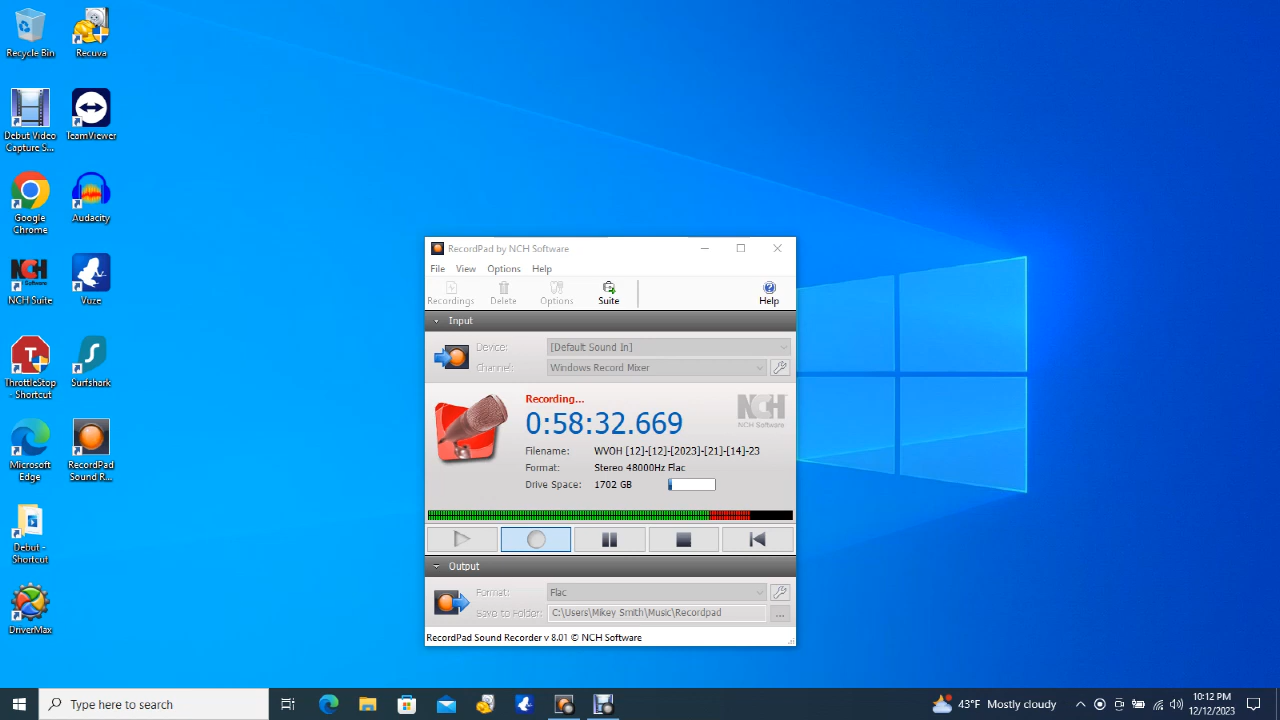 Recycle Bin
Recuva
Debut Video
Capture S...
TeamViewer
Google
Chrome
Audacity
NCH
NCH Suite
Vuze
ThrottleStop
- Shortcut
Surfshark
Microsoft
Edge
RecordPad
Sound R...
Debut -
Shortcut
DriverMax
RecordPad by NCH Software
File View Options Help
Recordings Delete Options Suite Help
Input
Device: [Default Sound In]
Channel: Windows Record Mixer
Recording...
0:58:32.669
NCH
NCH Software
Filename: WVOH [12]-[12]-[2023]-[21]-[14]-23
Format: Stereo 48000Hz Flac
Drive Space: 1702 GB
Output
Format: Flac
Save to Folder: C:\Users\Mikey Smith\Music\Recordpad
...
RecordPad Sound Recorder v 8.01 © NCH Software
Type here to search
43°F Mostly cloudy
10:12 PM
12/12/2023